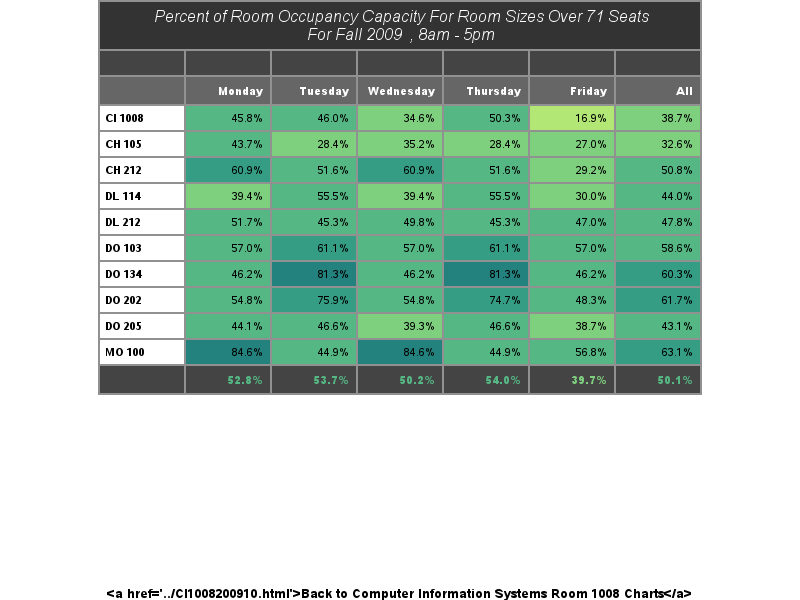 Percent of Room Occupancy Capacity For Room Sizes Over 71 Seats
For Fall 2009 , 8am - 5pm
Monday Tuesday Wednesday Thursday Friday All
CI 1008 45.8% 46.0% 34.6% 50.3% 16.9% 38.7%
CH 105 43.7% 28.4% 35.2% 28.4% 27.0% 32.6%
CH 212 60.9% 51.6% 60.9% 51.6% 29.2% 50.8%
DL 114 39.4% 55.5% 39.4% 55.5% 30.0% 44.0%
DL 212 51.7% 45.3% 49.8% 45.3% 47.0% 47.8%
DO 103 57.0% 61.1% 57.0% 61.1% 57.0% 58.6%
DO 134 46.2% 81.3% 46.2% 81.3% 46.2% 60.3%
DO 202 54.8% 75.9% 54.8% 74.7% 48.3% 61.7%
DO 205 44.1% 46.6% 39.3% 46.6% 38.7% 43.1%
MO 100 84.6% 44.9% 84.6% 44.9% 56.8% 63.1%
52.8% 53.7% 50.2% 54.0% 39.7% 50.1%
<a href='../CI1008200910.html'>Back to Computer Information Systems Room 1008 Charts</a>